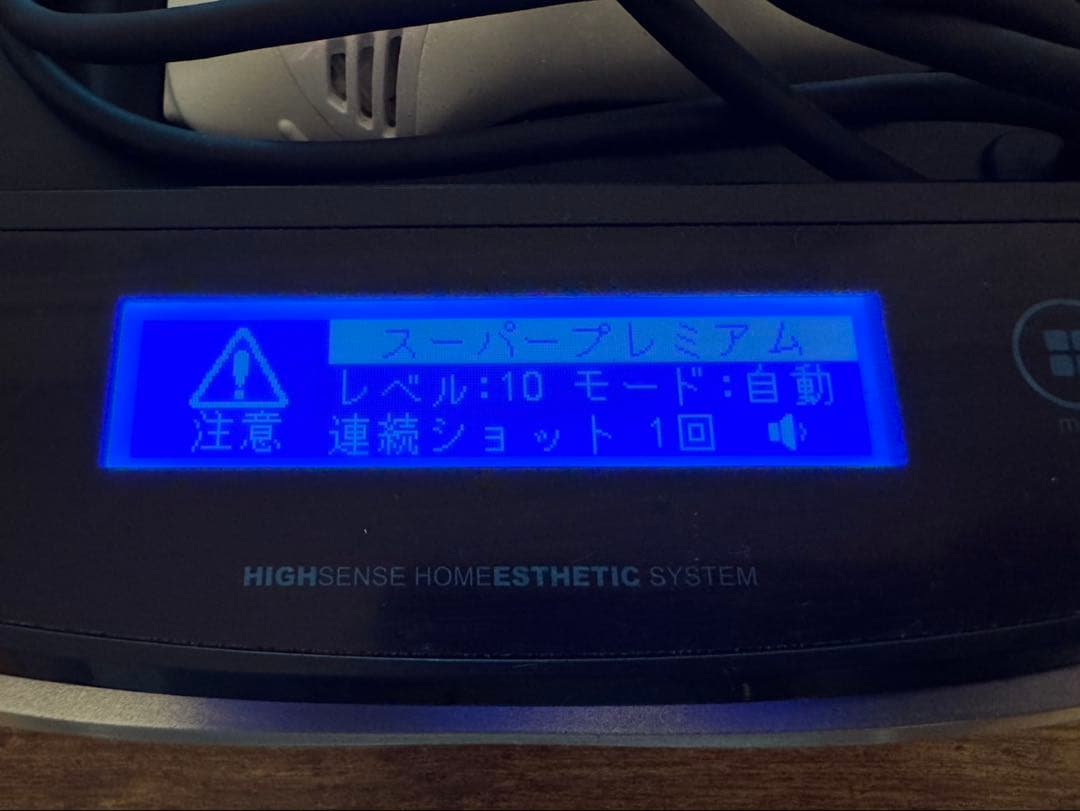 スーパープレミアム
レベル:10 モード:自動
注意 連続ショット 1回
HIGHSENSE HOMEESTHETIC SYSTEM